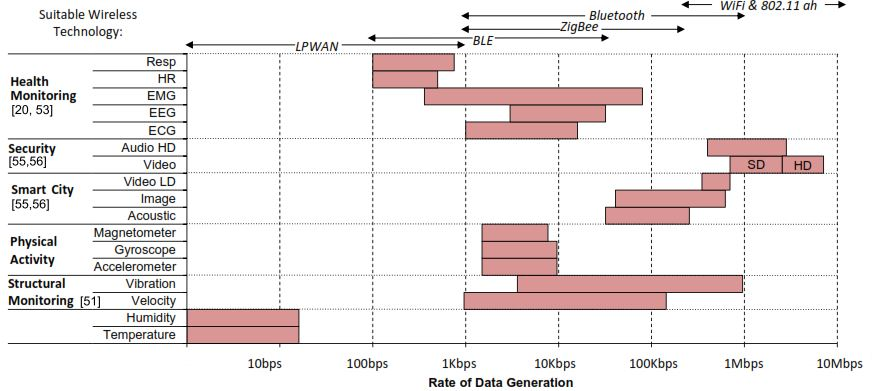 Suitable Wireless
Technology:
WiFi & 802.11 ah
Bluetooth
ZigBee
BLE
LPWAN
Health
Monitoring
[20, 53]
Resp
HR
EMG
EEG
ECG
Security
[55,56]
Audio HD
Video
SD
HD
Smart City
[55,56]
Video LD
Image
Acoustic
Physical
Activity
Magnetometer
Gyroscope
Accelerometer
Structural
Monitoring [51]
Vibration
Velocity
Humidity
Temperature
10bps 100bps 1Kbps 10Kbps 100Kbps 1Mbps 10Mbps
Rate of Data Generation